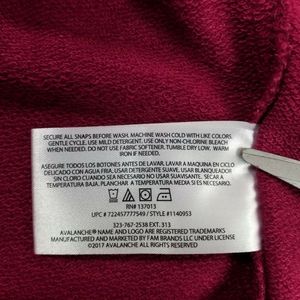 SECURE ALL SNAPS BEFORE WASH. MACHINE WASH COLD WITH LIKE COLORS.
GENTLE CYCLE. USE MILD DETERGENT. USE ONLY NON-CHLORINE BLEACH
WHEN NEEDED. DO NOT USE FABRIC SOFTENER. TUMBLE DRY LOW. WARM
IRON IF NEEDED.
ASEGURE TODOS LOS BOTONES ANTES DE LAVAR. LAVAR A MAQUINA EN CICLO
DELICADO CON AGUA FRIA. USAR DETERGENTE SUAVE. USAR BLANQUEADOR
SIN CLORO CUANDO SEA NECESARIO. NO USE SUAVIZANTE. SECAR A
TEMPERATURA BAJA. PLANCHAR A TEMPERATURA MEDIA SI ES NECESARIO.
RN# 137013
UPC # 722457777549 / STYLE #1140953
323-767-2538 EXT. 313
AVALANCHE® NAME AND LOGO ARE REGISTERED TRADEMARKS
MANUFACTURED AND MARKETED BY FAM BRANDS LLC UNDER LICENSE
©2017 AVALANCHE ALL RIGHTS RESERVED